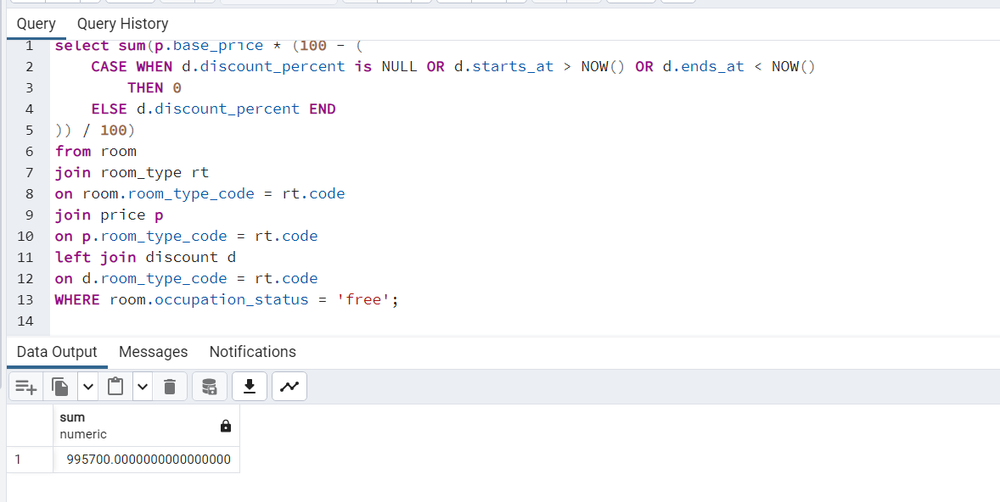 Query Query History
1 select sum(p.base_price * (100 - (
2 CASE WHEN d.discount_percent is NULL OR d.starts_at > NOW() OR d.ends_at < NOW()
3 THEN 0
4 ELSE d.discount_percent END
5 )) / 100)
6 from room
7 join room_type rt
8 on room.room_type_code = rt.code
9 join price p
10 on p.room_type_code = rt.code
11 left join discount d
12 on d.room_type_code = rt.code
13 WHERE room.occupation_status = 'free';
14
Data Output Messages Notifications
sum
numeric
1 995700.0000000000000000